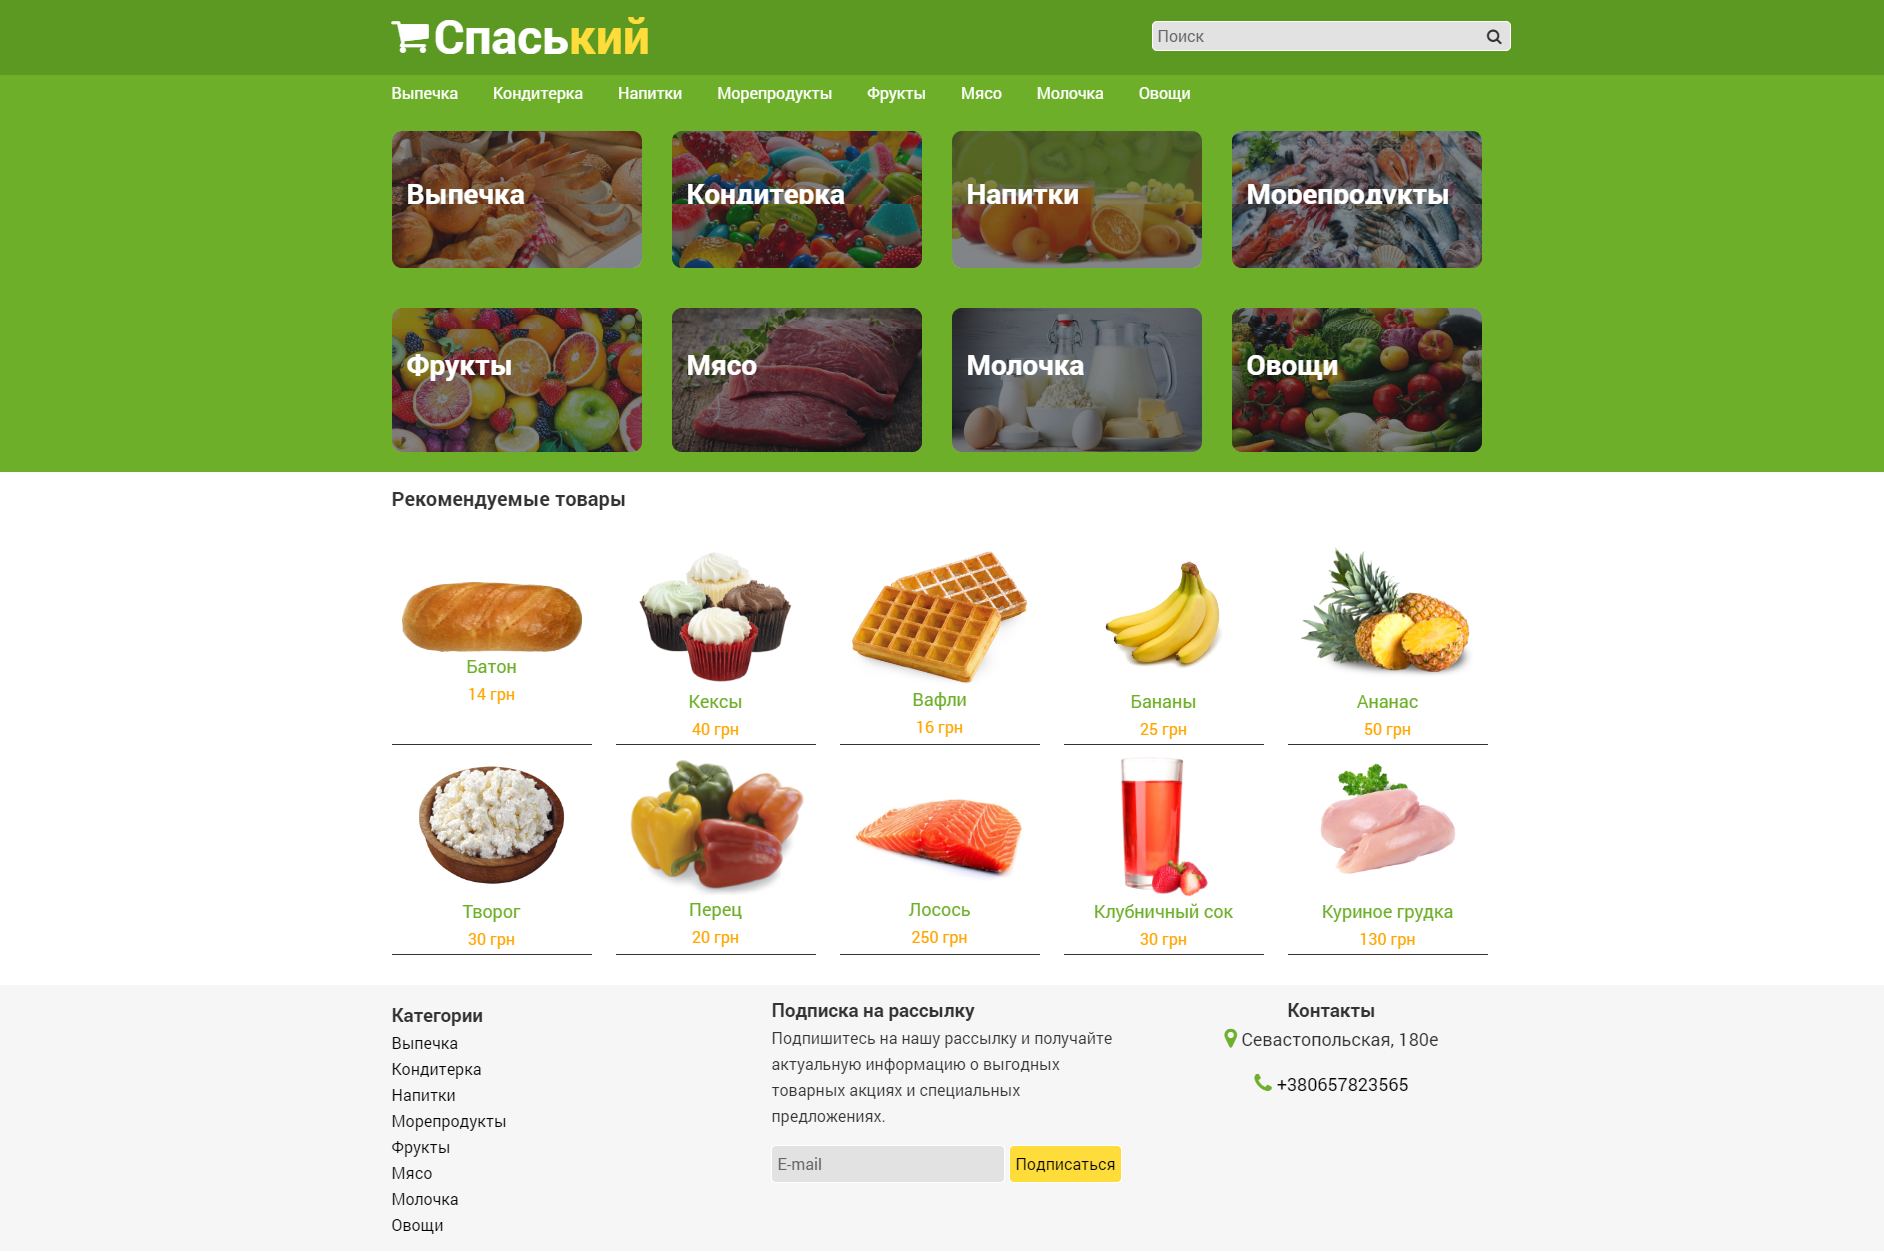 Спаський
Поиск
Выпечка Кондитерка Напитки Морепродукты Фрукты Мясо Молочка Овощи
Выпечка Кондитерка Напитки Морепродукты
Фрукты Мясо Молочка Овощи
Рекомендуемые товары
Батон Кексы Вафли Бананы Ананас
14 грн 40 грн 16 грн 25 грн 50 грн
Творог Перец Лосось Клубничный сок Куриное грудка
30 грн 20 грн 250 грн 30 грн 130 грн
Категории
Выпечка
Кондитерка
Напитки
Морепродукты
Фрукты
Мясо
Молочка
Овощи
Подписка на рассылку
Подпишитесь на нашу рассылку и получайте
актуальную информацию о выгодных
товарных акциях и специальных
предложениях.
E-mail Подписаться
Контакты
Севастопольская, 180е
+380657823565